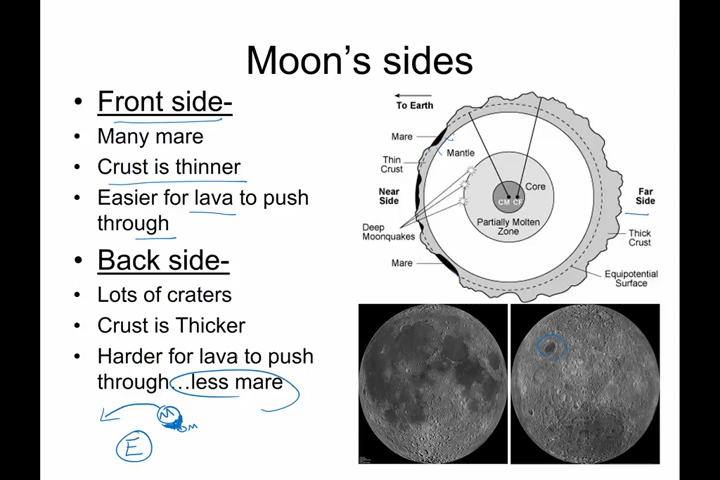 Moon's sides
• Front side-
• Many mare
• Crust is thinner
• Easier for lava to push
through
• Back side-
• Lots of craters
• Crust is Thicker
• Harder for lava to push
through...less mare
M
DM
E
To Earth
Mare
Mantle
Thin
Crust
Near
Side
Core
CM CF
Partially Molten
Zone
Deep
Moonquakes
Mare
Far
Side
Thick
Crust
Equipotential
Surface